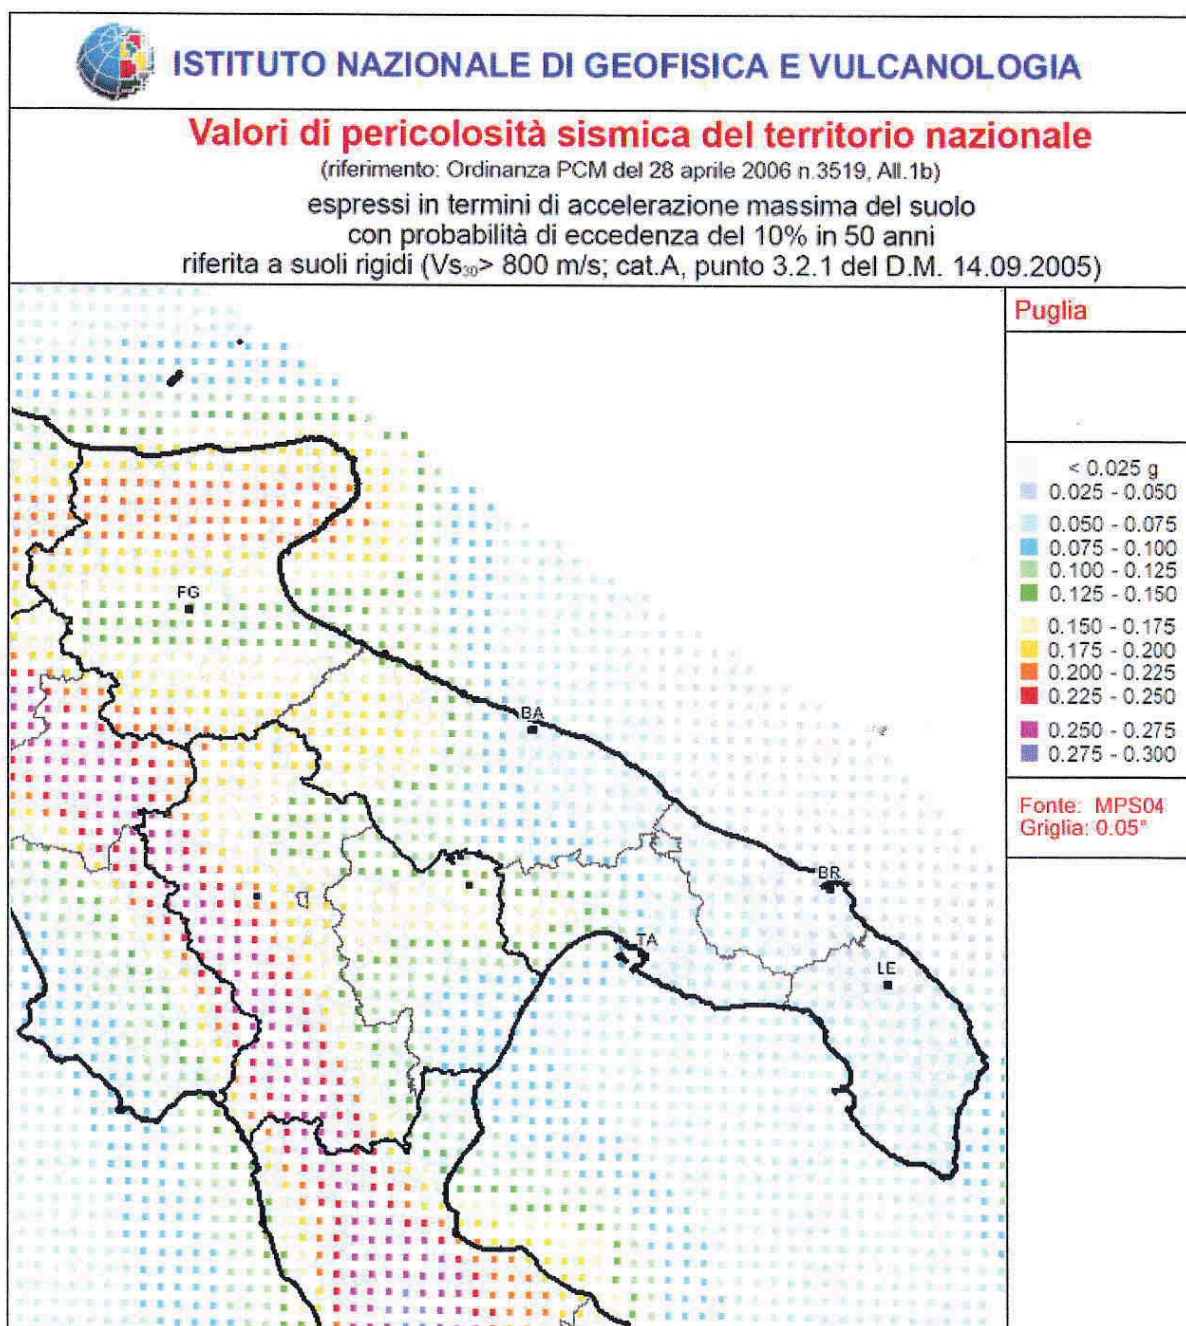 ISTITUTO NAZIONALE DI GEOFISICA E VULCANOLOGIA
Valori di pericolosità sismica del territorio nazionale
(riferimento: Ordinanza PCM del 28 aprile 2006 n.3519, All.1b)
espressi in termini di accelerazione massima del suolo
con probabilità di eccedenza del 10% in 50 anni
riferita a suoli rigidi (Vs₃₀> 800 m/s; cat.A, punto 3.2.1 del D.M. 14.09.2005)
Puglia
< 0.025 g
0.025 - 0.050
0.050 - 0.075
0.075 - 0.100
0.100 - 0.125
0.125 - 0.150
0.150 - 0.175
0.175 - 0.200
0.200 - 0.225
0.225 - 0.250
0.250 - 0.275
0.275 - 0.300
Fonte: MPS04
Griglia: 0.05°
FG
BA
BR
TA
LE